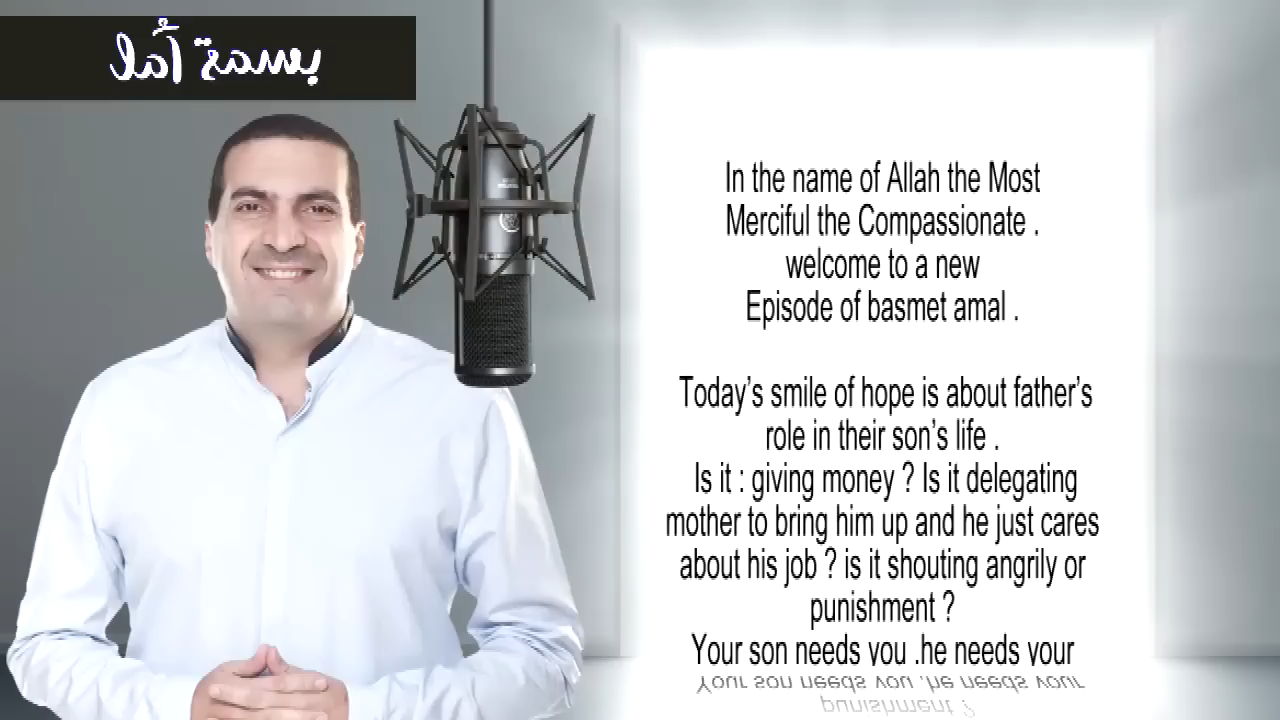 بسمة أمل
In the name of Allah the Most
Merciful the Compassionate .
welcome to a new
Episode of basmet amal .
Today's smile of hope is about father's
role in their son's life .
Is it : giving money ? Is it delegating
mother to bring him up and he just cares
about his job ? is it shouting angrily or
punishment ?
Your son needs you .he needs your